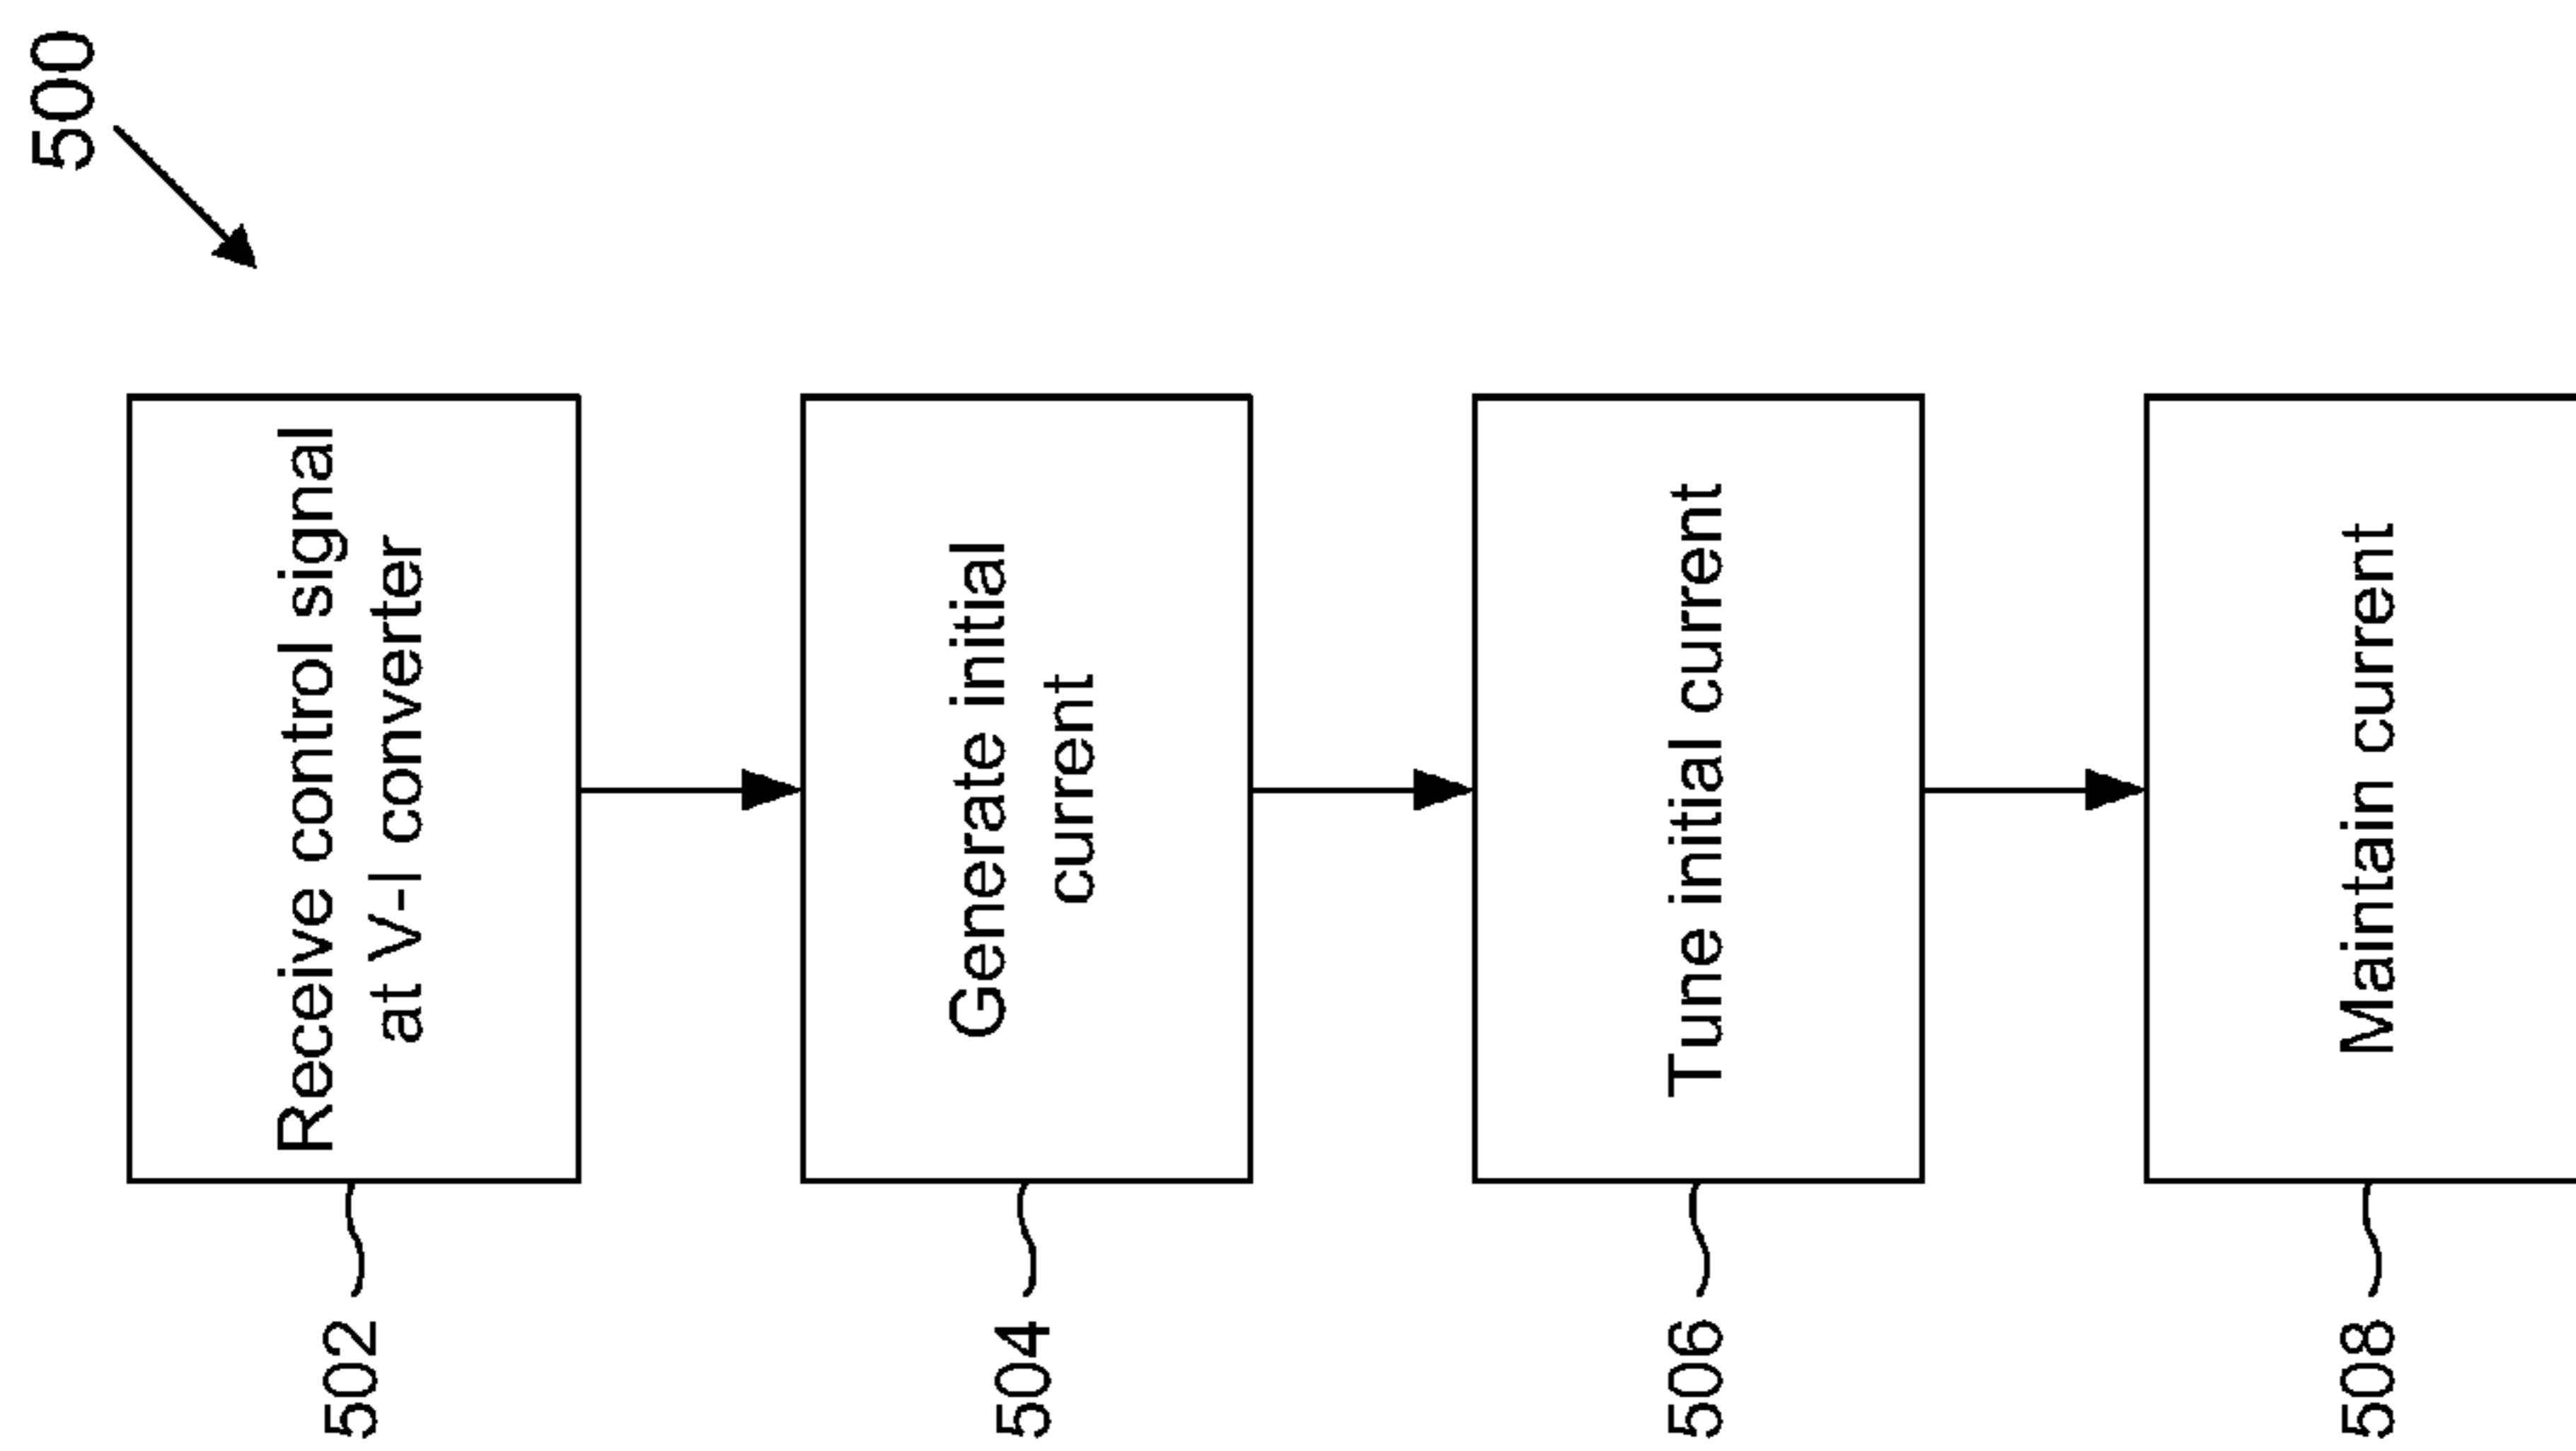 500
502
Receive control signal
at V-I converter
504
Generate initial
current
506
Tune initial current
508
Maintain current